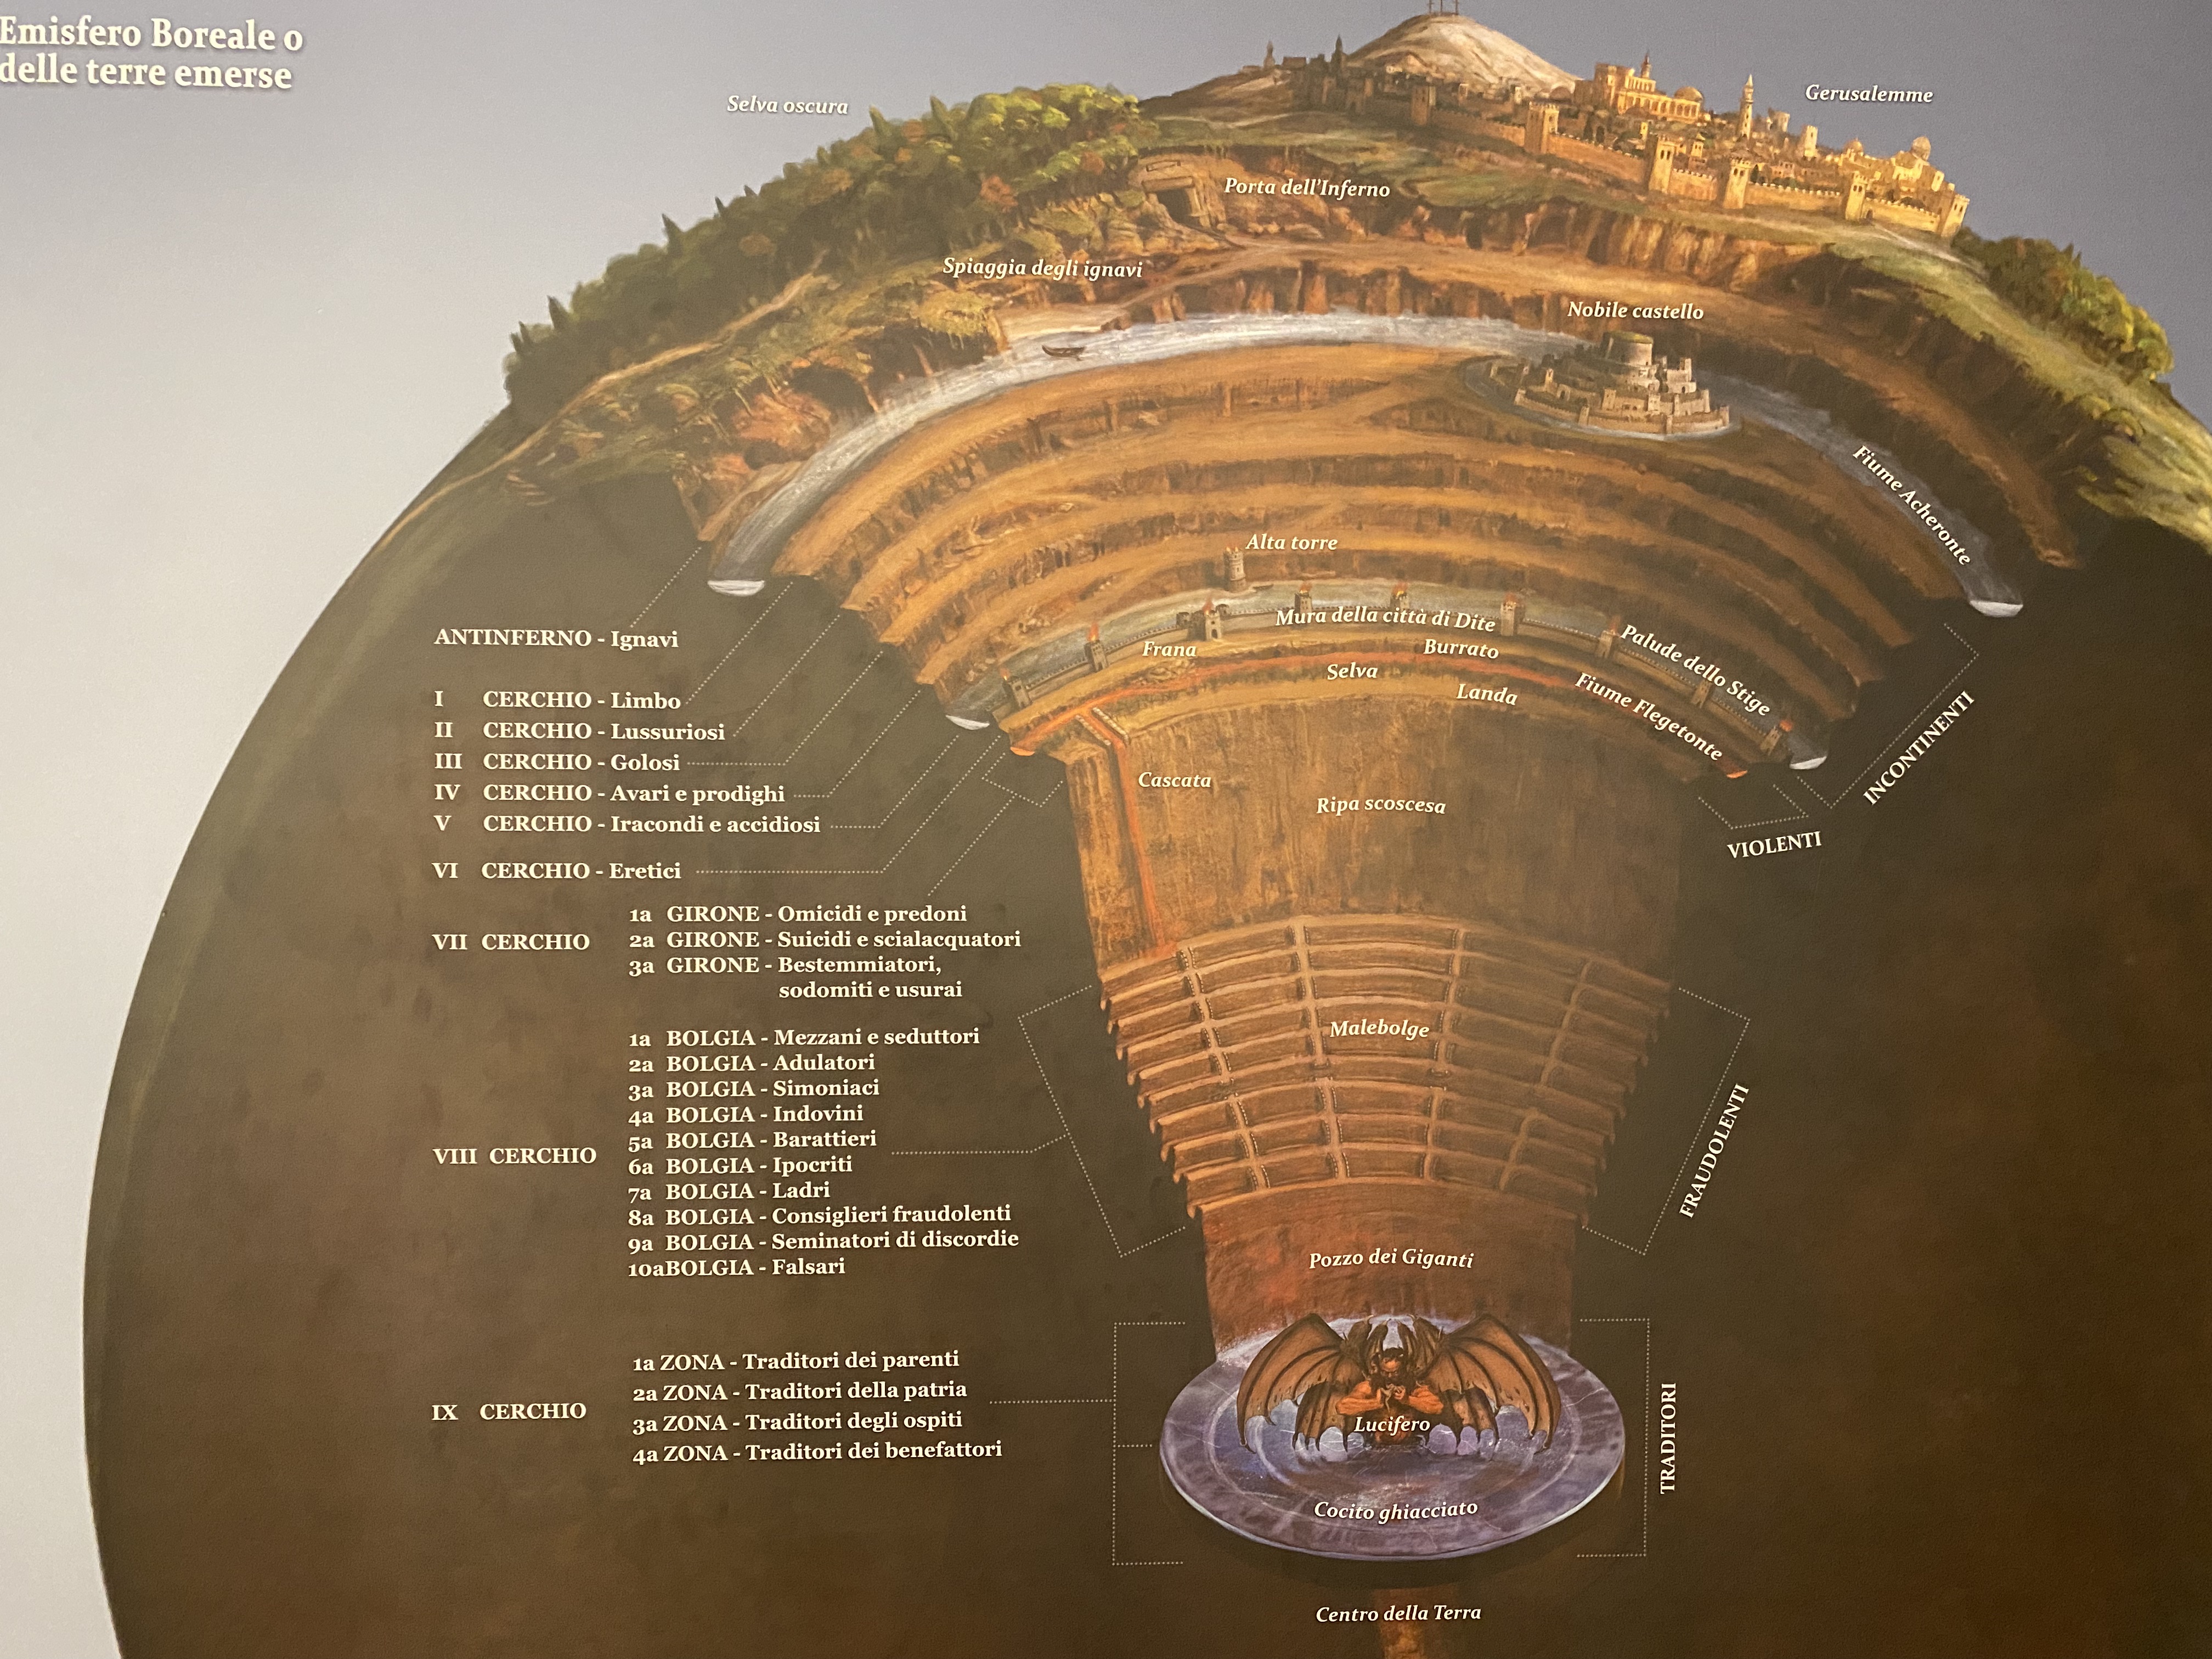 Emisfero Boreale o
delle terre emerse
Selva oscura
Gerusalemme
Porta dell'Inferno
Spiaggia degli ignavi
Nobile castello
Fiume Acheronte
Alta torre
Mura della città di Dite
Palude dello Stige
Frana
Burrato
Selva
Landa
Fiume Flegetonte
INCONTINENTI
Cascata
Ripa scoscesa
VIOLENTI
ANTINFERNO - Ignavi
I CERCHIO - Limbo
II CERCHIO - Lussuriosi
III CERCHIO - Golosi
IV CERCHIO - Avari e prodighi
V CERCHIO - Iracondi e accidiosi
VI CERCHIO - Eretici
VII CERCHIO
1a GIRONE - Omicidi e predoni
2a GIRONE - Suicidi e scialacquatori
3a GIRONE - Bestemmiatori,
sodomiti e usurai
VIII CERCHIO
1a BOLGIA - Mezzani e seduttori
2a BOLGIA - Adulatori
3a BOLGIA - Simoniaci
4a BOLGIA - Indovini
5a BOLGIA - Barattieri
6a BOLGIA - Ipocriti
7a BOLGIA - Ladri
8a BOLGIA - Consiglieri fraudolenti
9a BOLGIA - Seminatori di discordie
10aBOLGIA - Falsari
Malebolge
FRAUDOLENTI
Pozzo dei Giganti
IX CERCHIO
1a ZONA - Traditori dei parenti
2a ZONA - Traditori della patria
3a ZONA - Traditori degli ospiti
4a ZONA - Traditori dei benefattori
Lucifero
TRADITORI
Cocito ghiacciato
Centro della Terra